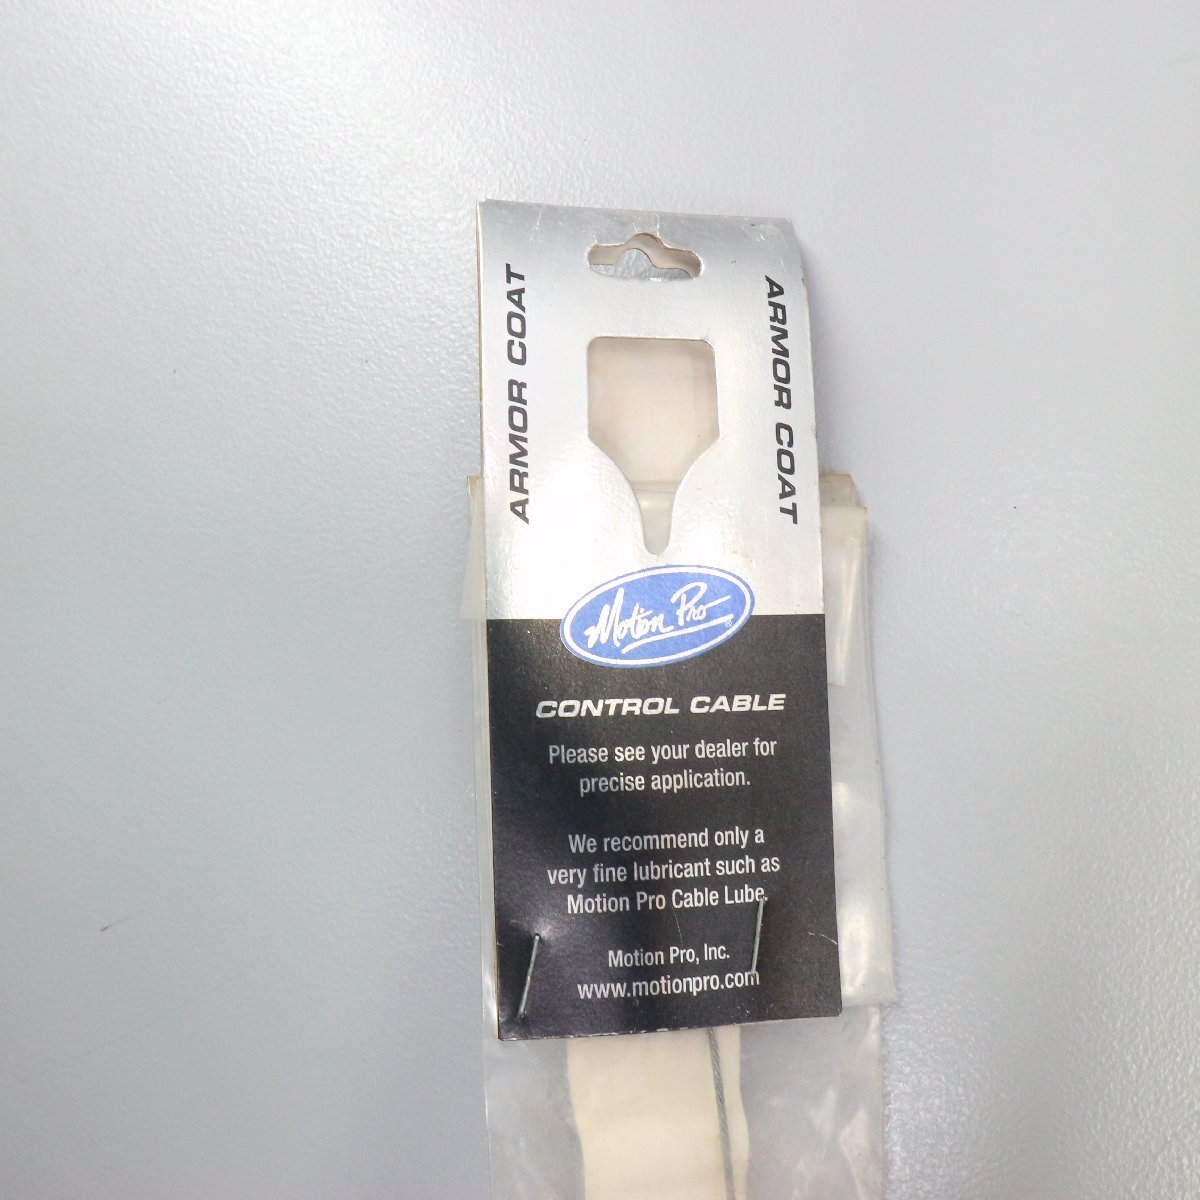 ARMOR COAT
ARMOR COAT
Motion Pro®
CONTROL CABLE
Please see your dealer for
precise application.
We recommend only a
very fine lubricant such as
Motion Pro Cable Lube.
Motion Pro, Inc.
www.motionpro.com